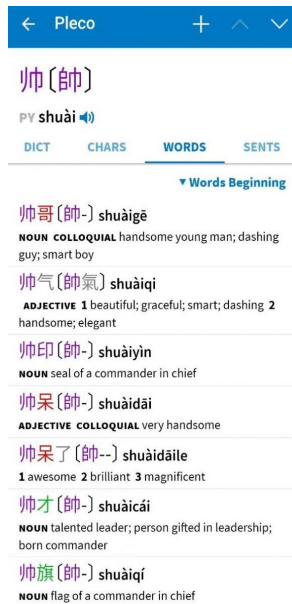 Pleco
帅〔帥〕
PY shuài
DICT CHARS WORDS SENTS
▼ Words Beginning
帅哥〔帥-〕 shuàigē
NOUN COLLOQUIAL handsome young man; dashing
guy; smart boy
帅气〔帥氣〕 shuàiqi
ADJECTIVE 1 beautiful; graceful; smart; dashing 2
handsome; elegant
帅印〔帥-〕 shuàiyìn
NOUN seal of a commander in chief
帅呆〔帥-〕 shuàidāi
ADJECTIVE COLLOQUIAL very handsome
帅呆了〔帥--〕 shuàidāile
1 awesome 2 brilliant 3 magnificent
帅才〔帥-〕 shuàicái
NOUN talented leader; person gifted in leadership;
born commander
帅旗〔帥-〕 shuàiqí
NOUN flag of a commander in chief